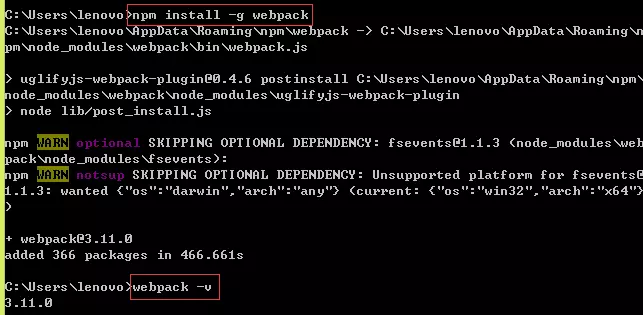 C:\Users\lenovo>npm install -g webpack
C:\Users\lenovo\AppData\Roaming\npm\webpack -> C:\Users\lenovo\AppData\Roaming\n
pm\node_modules\webpack\bin\webpack.js
> uglifyjs-webpack-plugin@0.4.6 postinstall C:\Users\lenovo\AppData\Roaming\npm\
node_modules\webpack\node_modules\uglifyjs-webpack-plugin
> node lib/post_install.js
npm WARN optional SKIPPING OPTIONAL DEPENDENCY: fsevents@1.1.3 (node_modules\web
pack\node_modules\fsevents):
npm WARN notsup SKIPPING OPTIONAL DEPENDENCY: Unsupported platform for fsevents@
1.1.3: wanted {"os":"darwin","arch":"any"} (current: {"os":"win32","arch":"x64"}
)
+ webpack@3.11.0
added 366 packages in 466.661s
C:\Users\lenovo>webpack -v
3.11.0